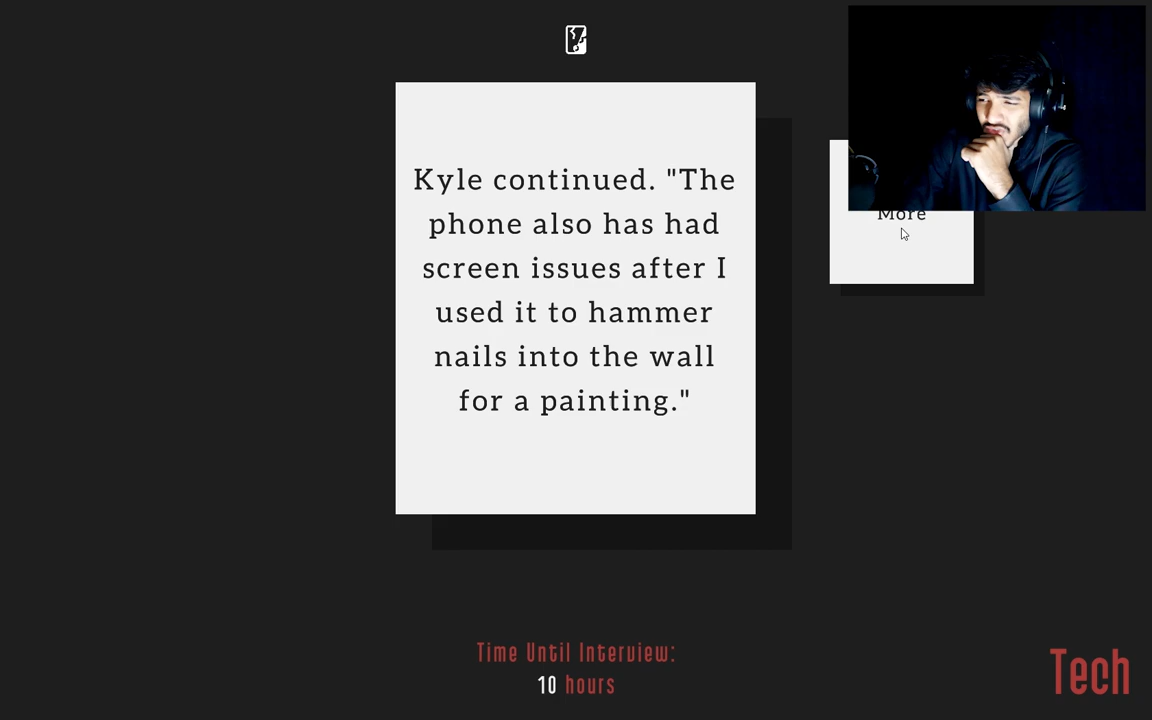 Kyle continued. "The
phone also has had
screen issues after I
used it to hammer
nails into the wall
for a painting."
More
Time Until Interview:
10 hours
Tech